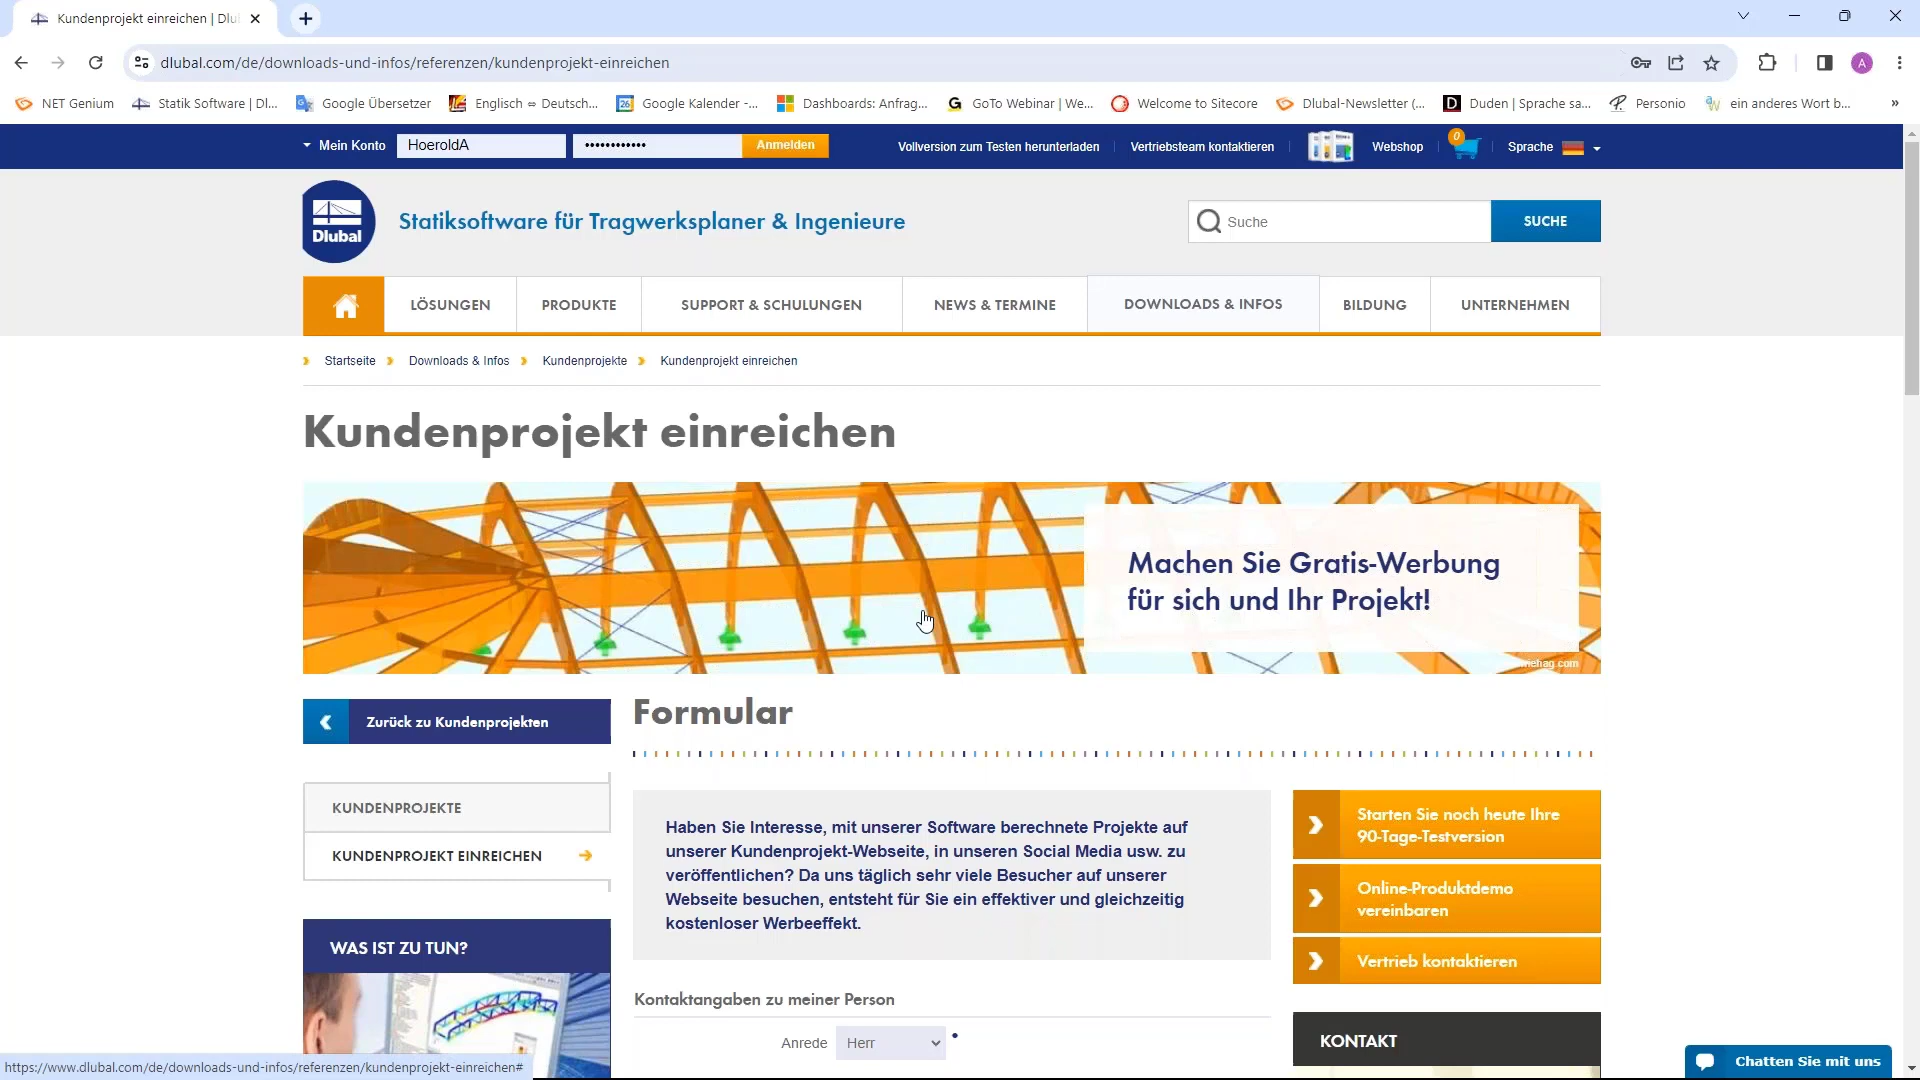 Kundenprojekt einreichen | Dlu
dlubal.com/de/downloads-und-infos/referenzen/kundenprojekt-einreichen
A
NET Genium
Statik Software | Dl...
Google Übersetzer
Englisch ⇔ Deutsch...
26
Google Kalender -...
Dashboards: Anfrag...
G
GoTo Webinar | We...
Welcome to Sitecore
Dlubal-Newsletter (...
D
Duden | Sprache sa...
Personio
ein anderes Wort b...
»
Mein Konto
HoeroldA
••••••••••••
Anmelden
Vollversion zum Testen herunterladen
Vertriebsteam kontaktieren
Webshop
0
Sprache
Dlubal
Statiksoftware für Tragwerksplaner & Ingenieure
Suche
SUCHE
LÖSUNGEN
PRODUKTE
SUPPORT & SCHULUNGEN
NEWS & TERMINE
DOWNLOADS & INFOS
BILDUNG
UNTERNEHMEN
Startseite
Downloads & Infos
Kundenprojekte
Kundenprojekt einreichen
Kundenprojekt einreichen
Machen Sie Gratis-Werbung
für sich und Ihr Projekt!
wiehag.com
Zurück zu Kundenprojekten
KUNDENPROJEKTE
KUNDENPROJEKT EINREICHEN
WAS IST ZU TUN?
Formular
Haben Sie Interesse, mit unserer Software berechnete Projekte auf
unserer Kundenprojekt-Webseite, in unseren Social Media usw. zu
veröffentlichen? Da uns täglich sehr viele Besucher auf unserer
Webseite besuchen, entsteht für Sie ein effektiver und gleichzeitig
kostenloser Werbeeffekt.
Kontaktangaben zu meiner Person
Anrede
Herr
Starten Sie noch heute Ihre
90-Tage-Testversion
Online-Produktdemo
vereinbaren
Vertrieb kontaktieren
KONTAKT
Chatten Sie mit uns
https://www.dlubal.com/de/downloads-und-infos/referenzen/kundenprojekt-einreichen#